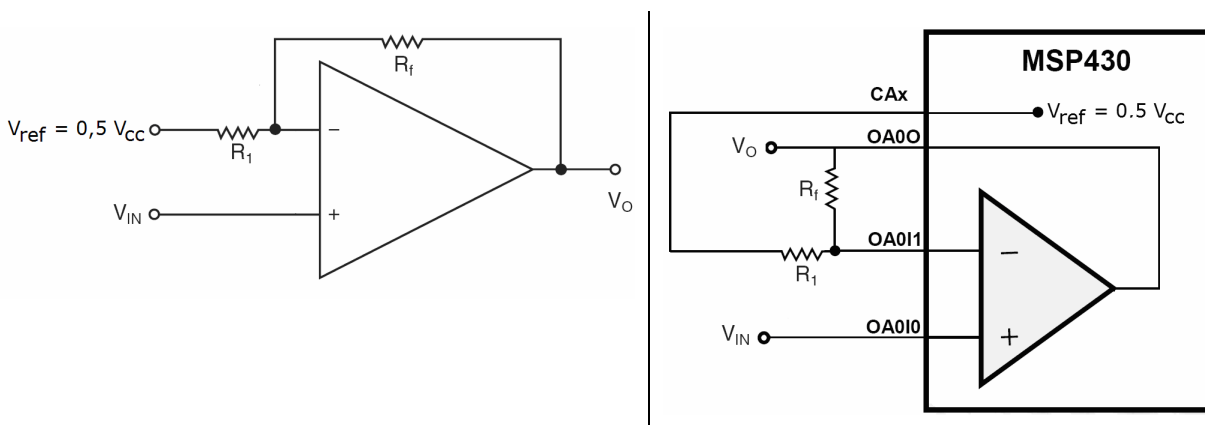 Rf
Vref = 0,5 Vcc
R1
−
VIN
+
VO
MSP430
CAx
Vref = 0.5 Vcc
VO
OA0O
Rf
OA0I1
−
R1
VIN
OA0I0
+